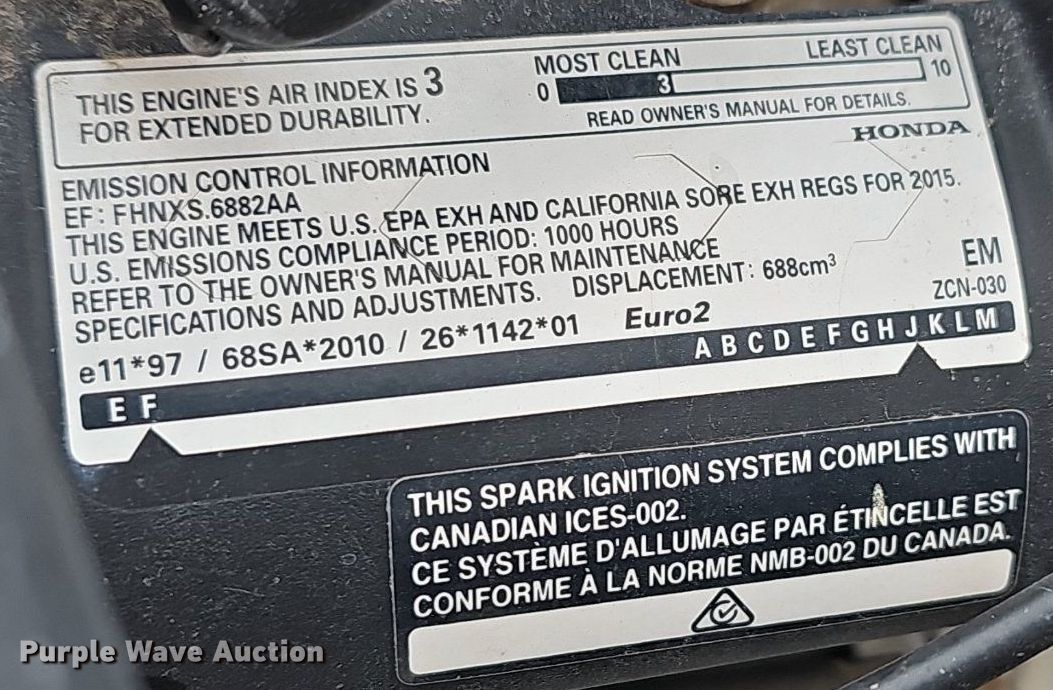 THIS ENGINE'S AIR INDEX IS 3
FOR EXTENDED DURABILITY.
MOST CLEAN LEAST CLEAN
0 3 10
READ OWNER'S MANUAL FOR DETAILS.
HONDA
EMISSION CONTROL INFORMATION
EF: FHNXS.6882AA
THIS ENGINE MEETS U.S. EPA EXH AND CALIFORNIA SORE EXH REGS FOR 2015.
U.S. EMISSIONS COMPLIANCE PERIOD: 1000 HOURS
REFER TO THE OWNER'S MANUAL FOR MAINTENANCE
SPECIFICATIONS AND ADJUSTMENTS. DISPLACEMENT: 688cm³
EM
ZCN-030
e11*97 / 68SA*2010 / 26*1142*01 Euro2
E F A B C D E F G H J K L M
THIS SPARK IGNITION SYSTEM COMPLIES WITH
CANADIAN ICES-002.
CE SYSTÈME D'ALLUMAGE PAR ÉTINCELLE EST
CONFORME À LA NORME NMB-002 DU CANADA.
Purple Wave Auction